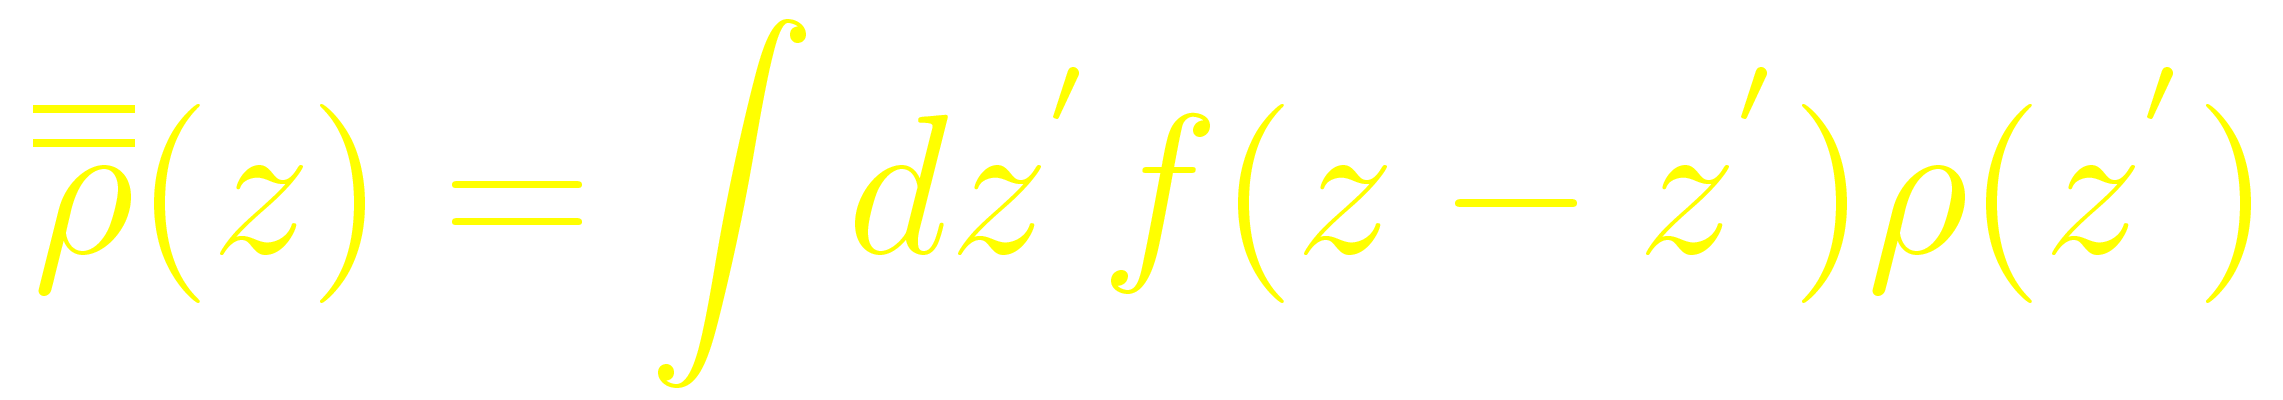 $\overline{\overline{\rho}}(z) = \int dz' f(z - z') \rho(z')$